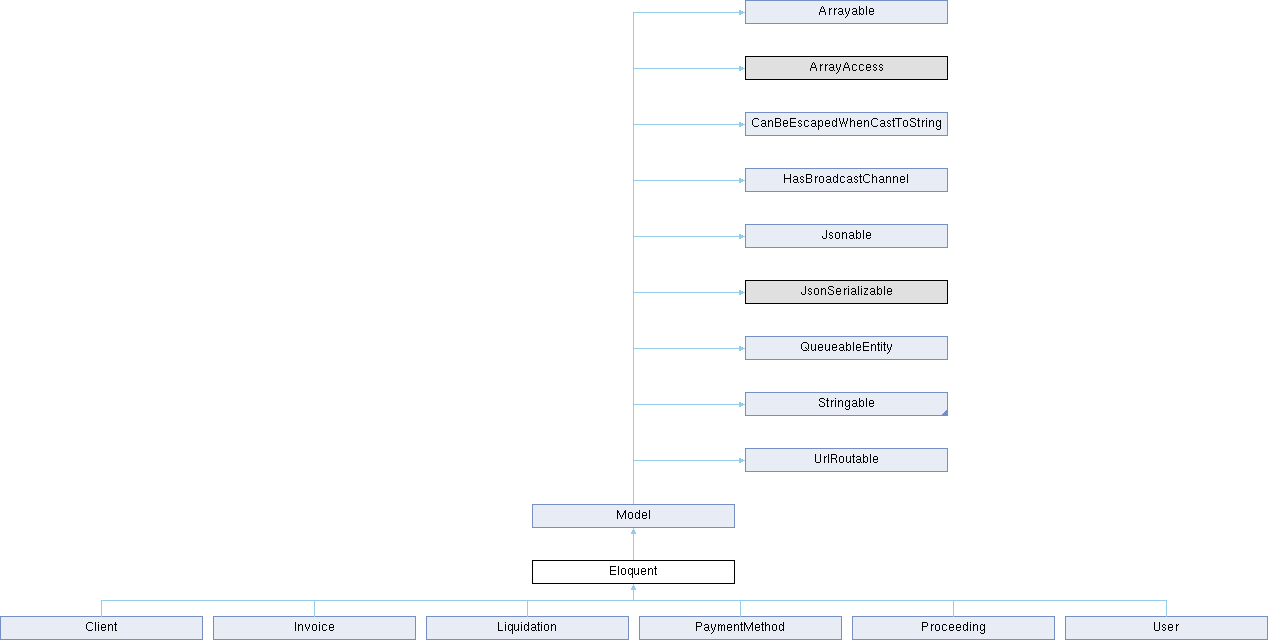 Arrayable
ArrayAccess
CanBeEscapedWhenCastToString
HasBroadcastChannel
Jsonable
JsonSerializable
QueueableEntity
Stringable
UrlRoutable
Model
Eloquent
Client
Invoice
Liquidation
PaymentMethod
Proceeding
User